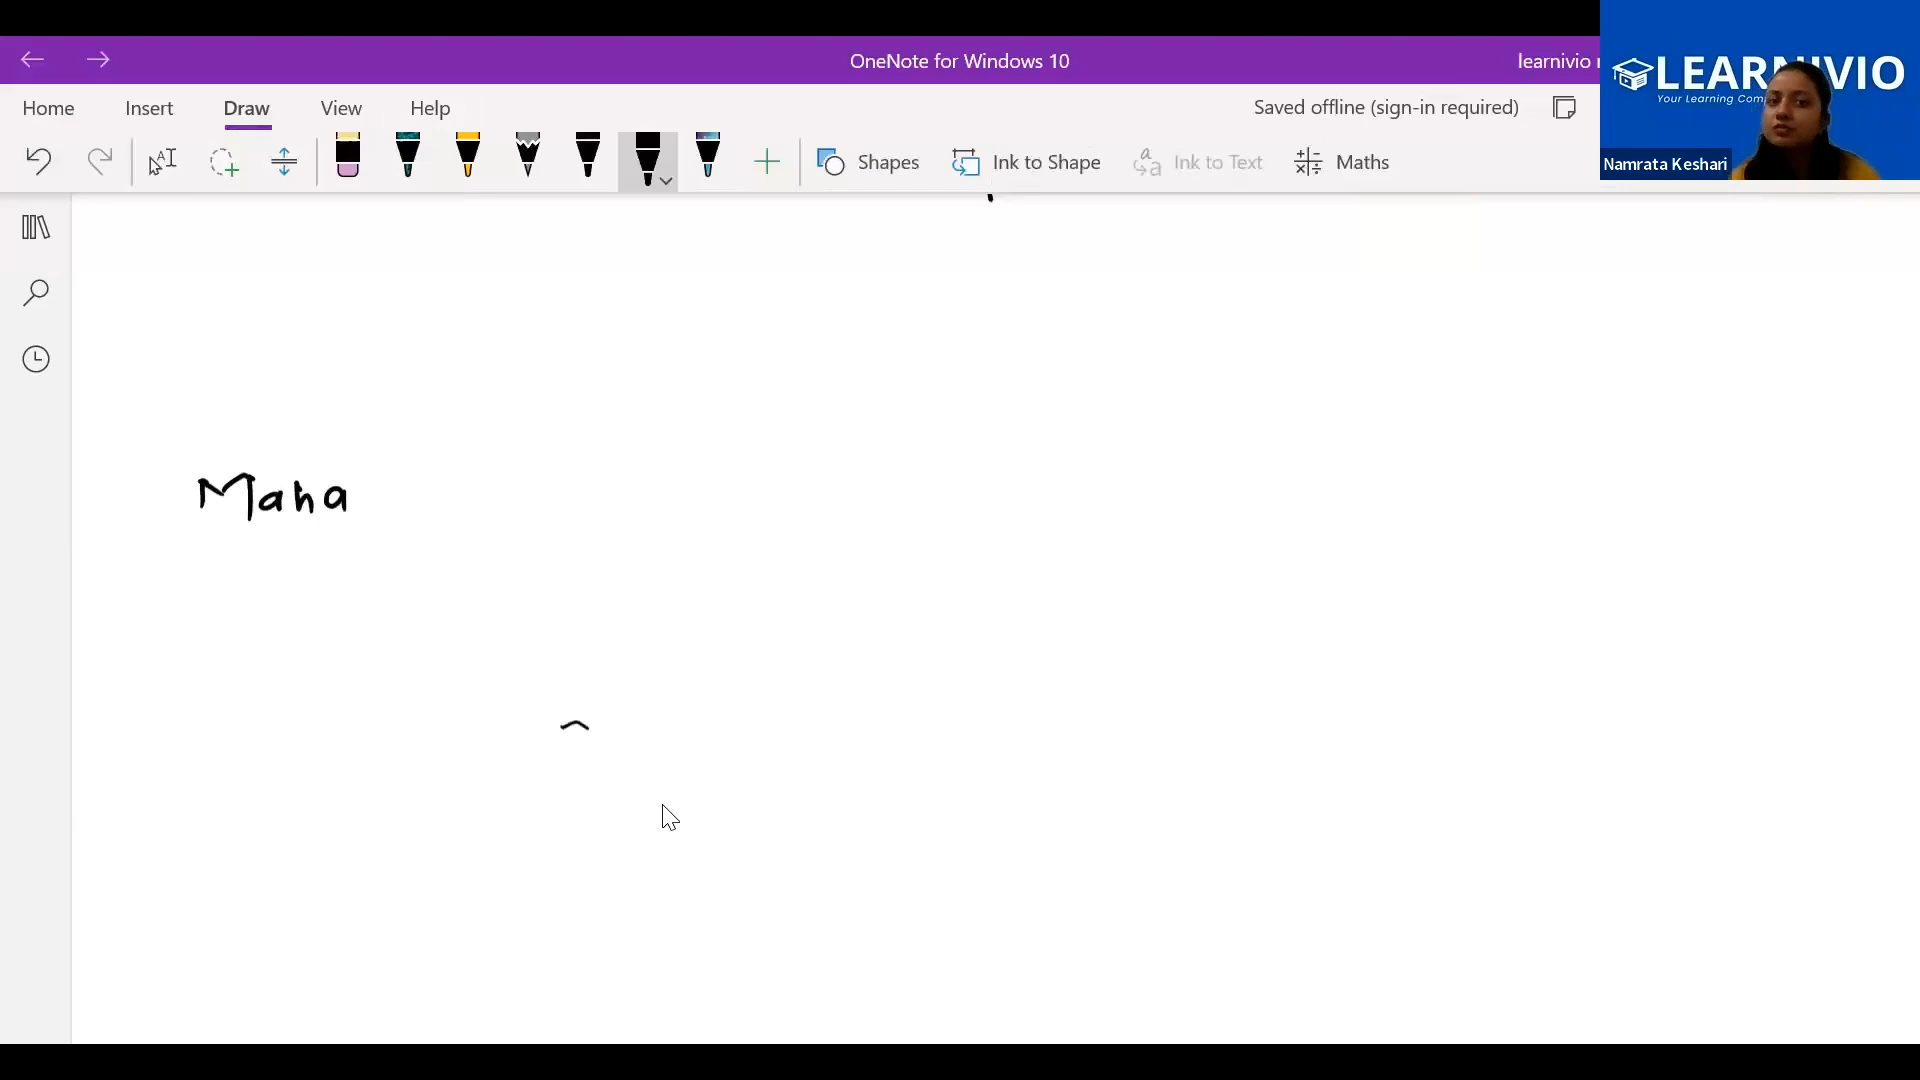 OneNote for Windows 10
learnivio
LEARNIVIO
Your Learning Com
Namrata Keshari
Home Insert Draw View Help
Saved offline (sign-in required)
Shapes Ink to Shape Ink to Text Maths
Maha